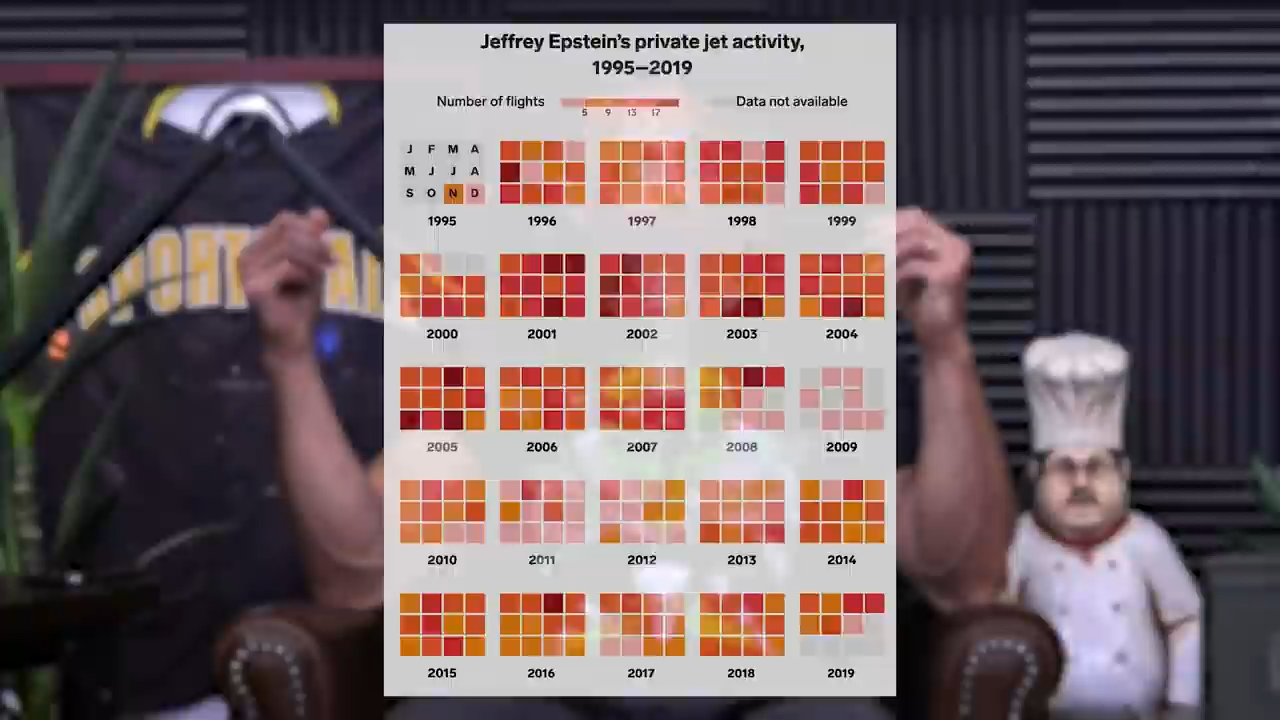 Jeffrey Epstein's private jet activity,
1995–2019
Number of flights
5 9 13 17
Data not available
J F M A
M J J A
S O N D
1995 1996 1997 1998 1999
2000 2001 2002 2003 2004
2005 2006 2007 2008 2009
2010 2011 2012 2013 2014
2015 2016 2017 2018 2019